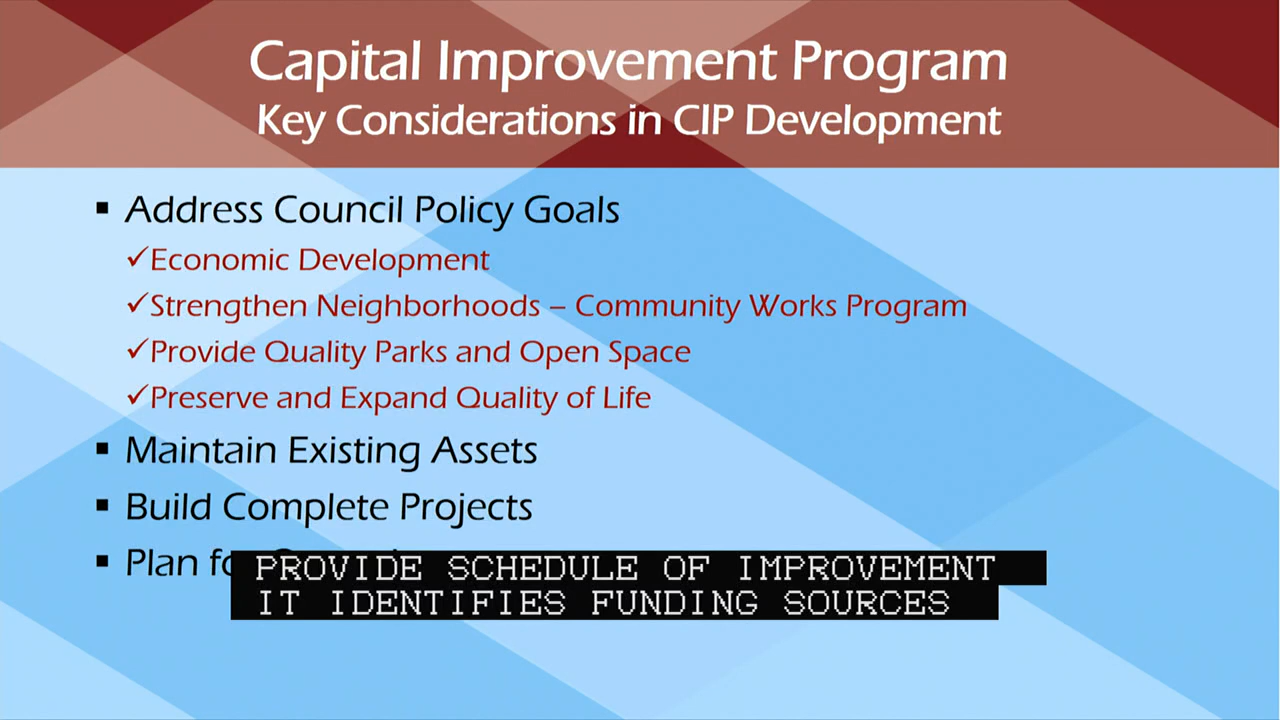 Capital Improvement Program
Key Considerations in CIP Development
▪ Address Council Policy Goals
✓Economic Development
✓Strengthen Neighborhoods – Community Works Program
✓Provide Quality Parks and Open Space
✓Preserve and Expand Quality of Life
▪ Maintain Existing Assets
▪ Build Complete Projects
▪ Plan
PROVIDE SCHEDULE OF IMPROVEMENT
IT IDENTIFIES FUNDING SOURCES